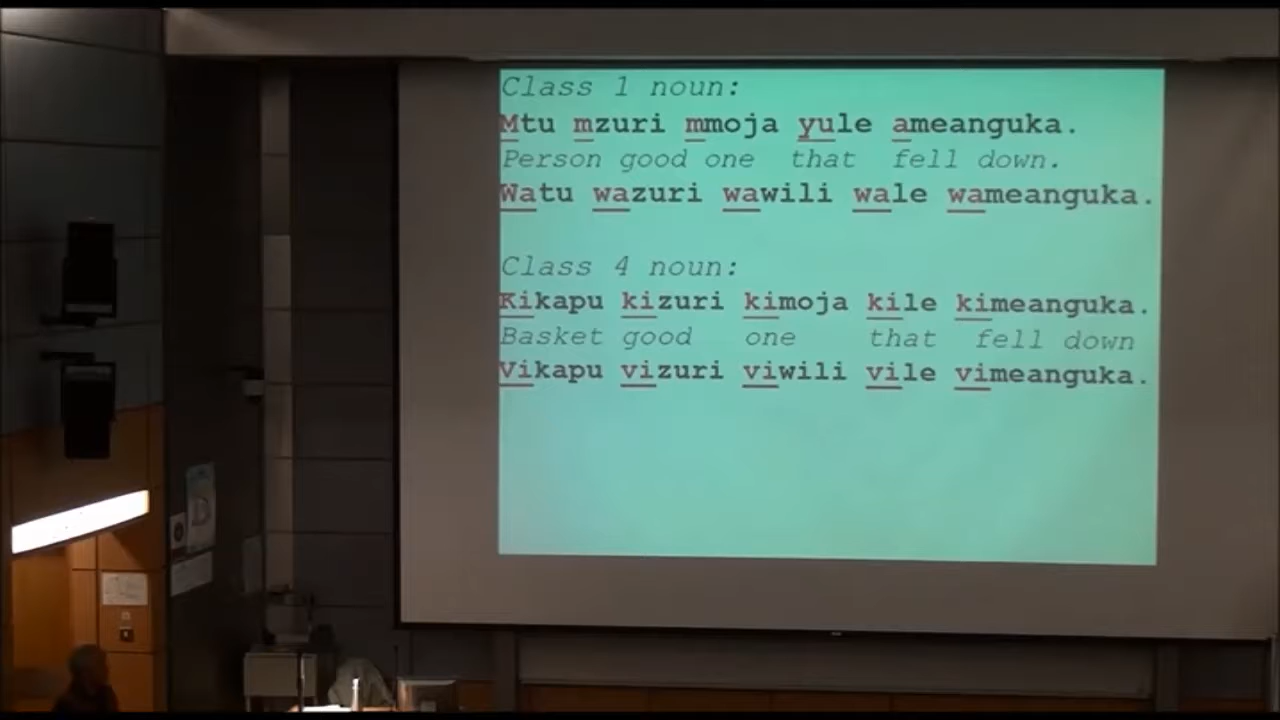 Class 1 noun:
Mtu mzuri mmoja yule ameanguka.
Person good one that fell down.
Watu wazuri wawili wale wameanguka.
Class 4 noun:
Kikapu kizuri kimoja kile kimeanguka.
Basket good one that fell down
Vikapu vizuri viwili vile vimeanguka.